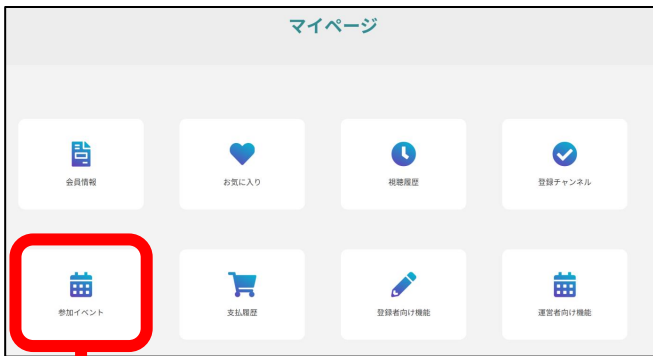 マイページ
会員情報
お気に入り
視聴履歴
登録チャンネル
参加イベント
支払履歴
登録者向け機能
運営者向け機能